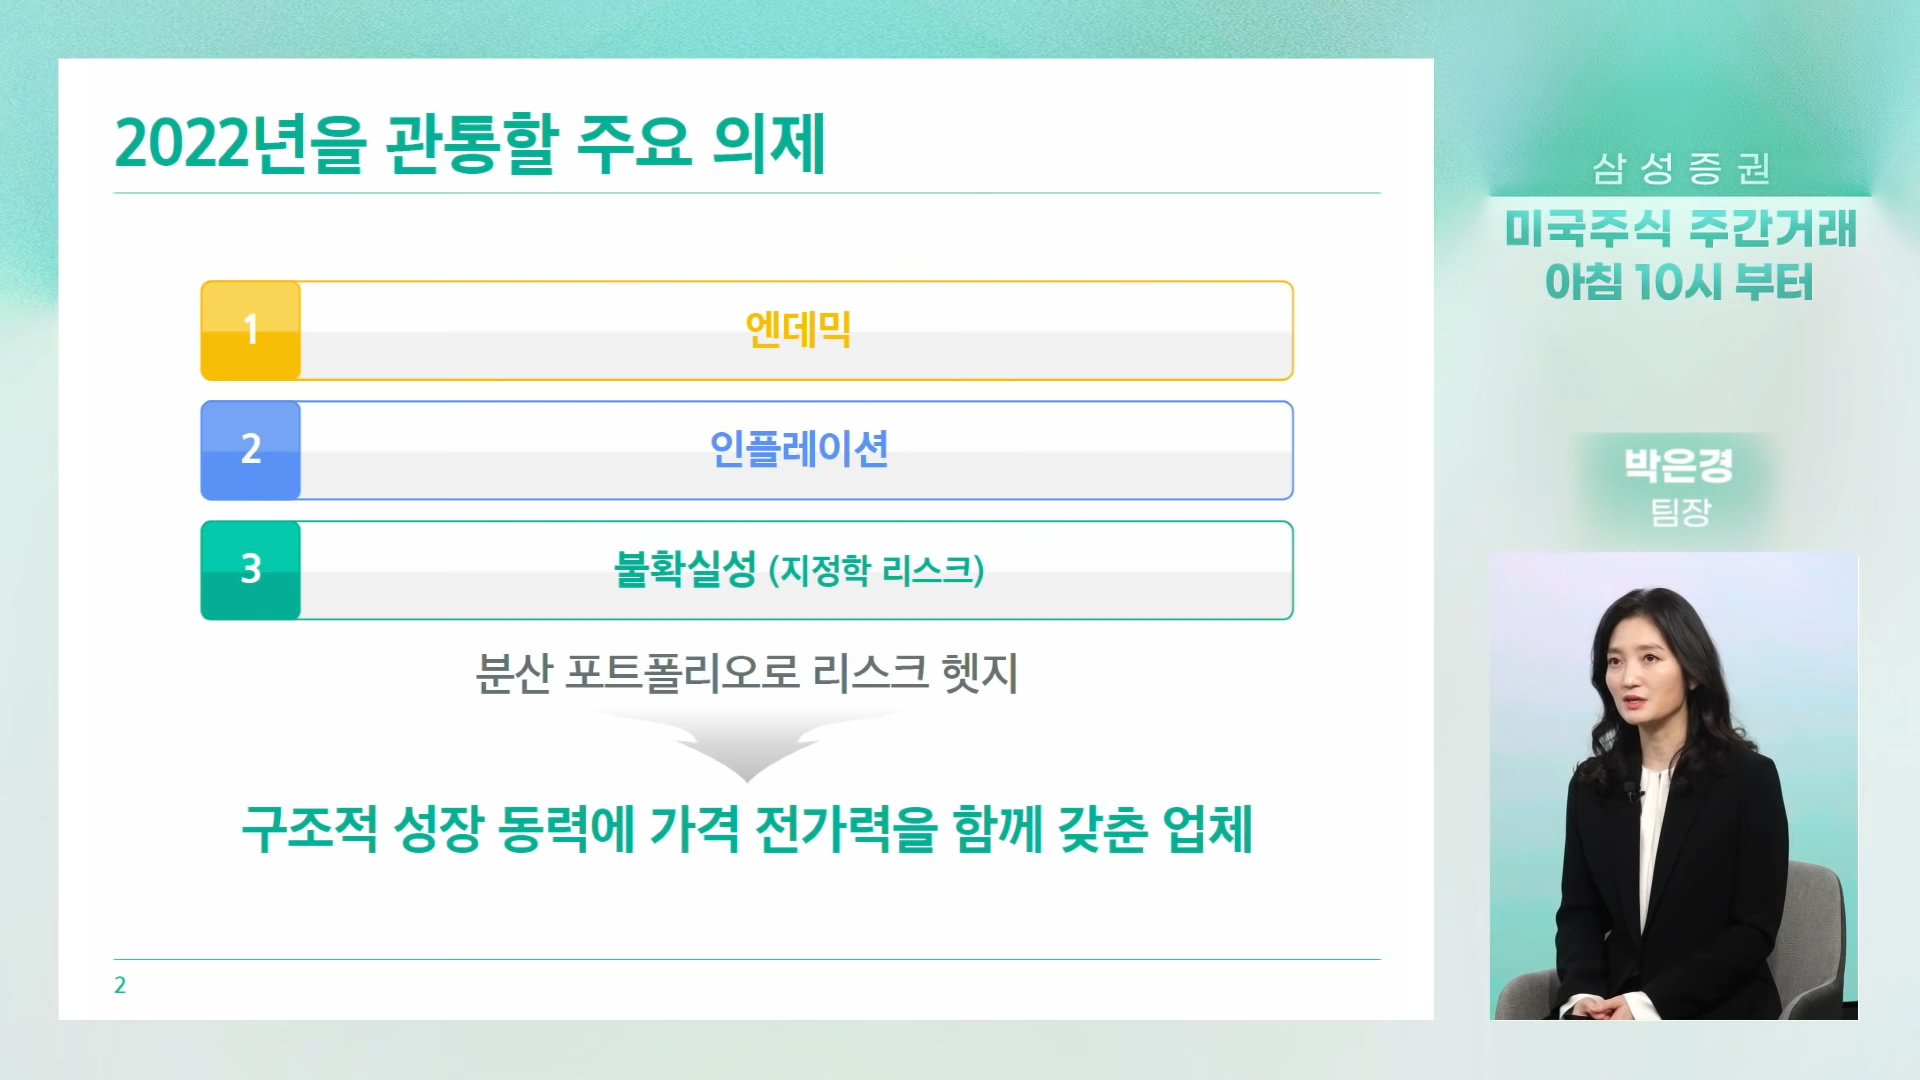 2022년을 관통할 주요 의제
1
엔데믹
2
인플레이션
3
불확실성 (지정학 리스크)
분산 포트폴리오로 리스크 헷지
구조적 성장 동력에 가격 전가력을 함께 갖춘 업체
2
삼성증권
미국주식 주간거래
아침 10시 부터
박은경
팀장